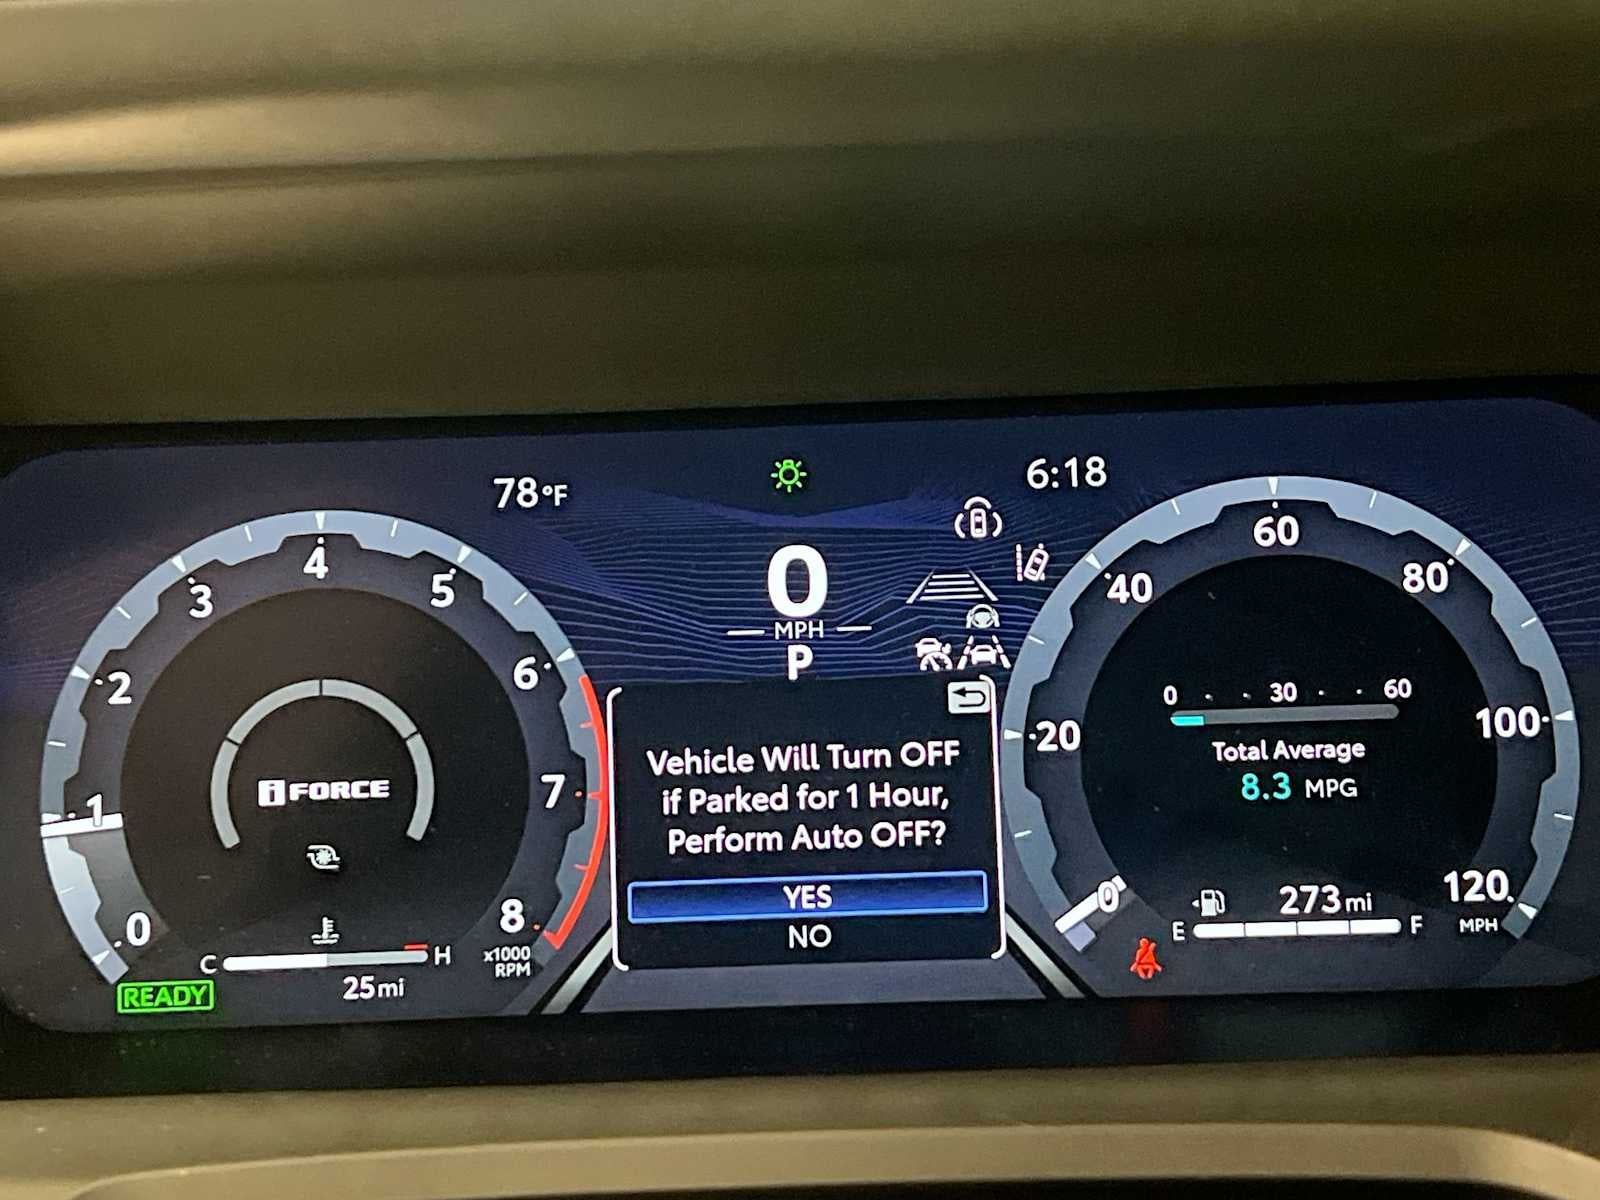 78°F
6:18
0
MPH
P
0
1
2
3
4
5
6
7
8
x1000
RPM
iFORCE
C
H
25mi
READY
Vehicle Will Turn OFF
if Parked for 1 Hour,
Perform Auto OFF?
YES
NO
0
20
40
60
80
100
120
MPH
0 30 60
Total Average
8.3 MPG
273mi
E
F